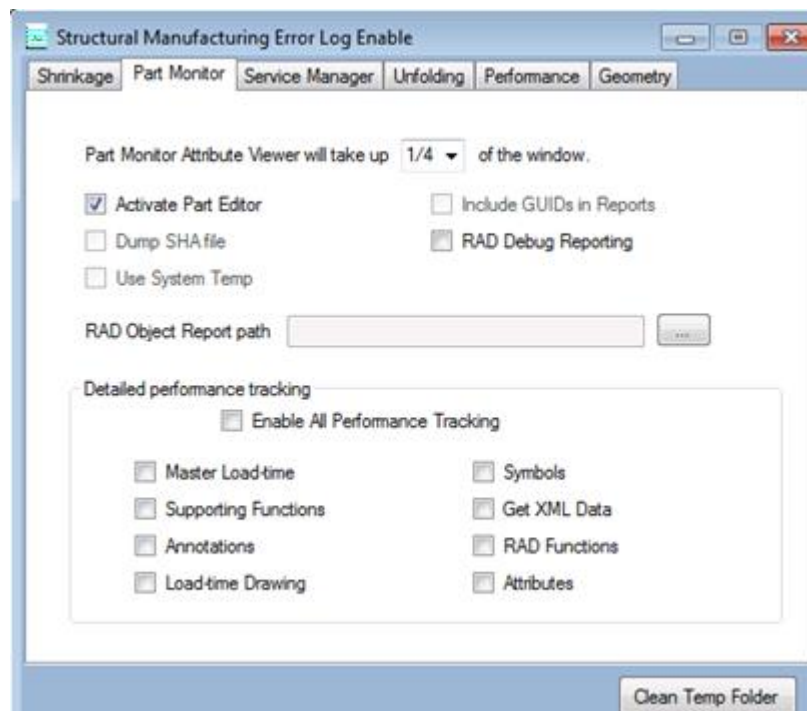 Structural Manufacturing Error Log Enable
Shrinkage Part Monitor Service Manager Unfolding Performance Geometry
Part Monitor Attribute Viewer will take up 1/4 of the window.
Activate Part Editor Include GUIDs in Reports
Dump SHA file RAD Debug Reporting
Use System Temp
RAD Object Report path ...
Detailed performance tracking
Enable All Performance Tracking
Master Load-time Symbols
Supporting Functions Get XML Data
Annotations RAD Functions
Load-time Drawing Attributes
Clean Temp Folder